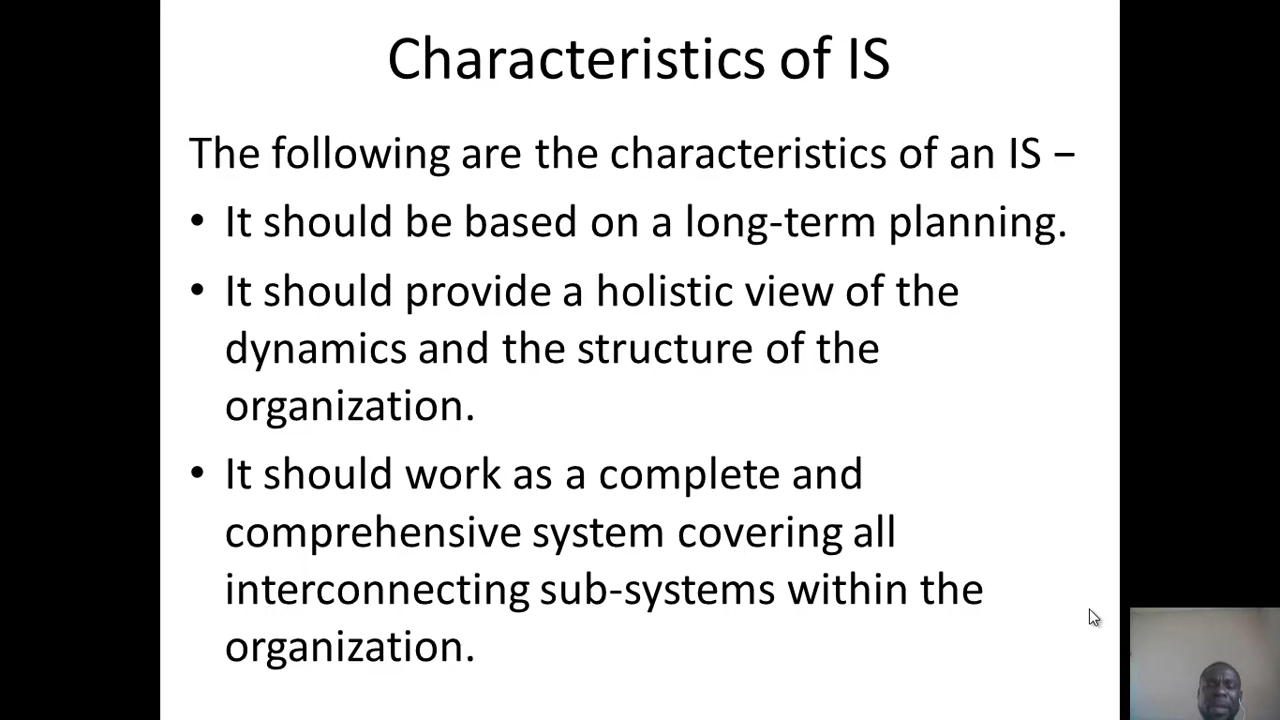 Characteristics of IS
The following are the characteristics of an IS −
• It should be based on a long-term planning.
• It should provide a holistic view of the
dynamics and the structure of the
organization.
• It should work as a complete and
comprehensive system covering all
interconnecting sub-systems within the
organization.